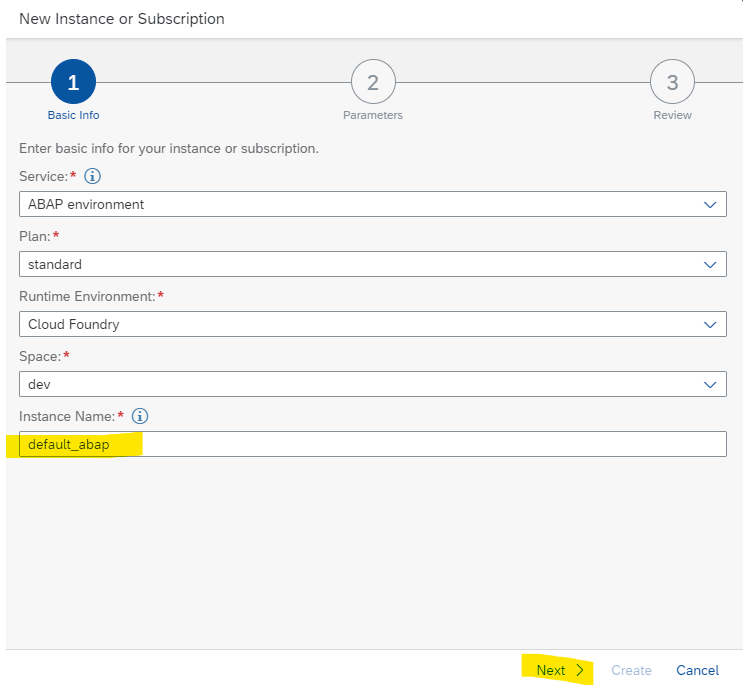 New Instance or Subscription
1
2
3
Basic Info
Parameters
Review
Enter basic info for your instance or subscription.
Service:*
ABAP environment
Plan:*
standard
Runtime Environment:*
Cloud Foundry
Space:*
dev
Instance Name:*
default_abap
Next
Create
Cancel